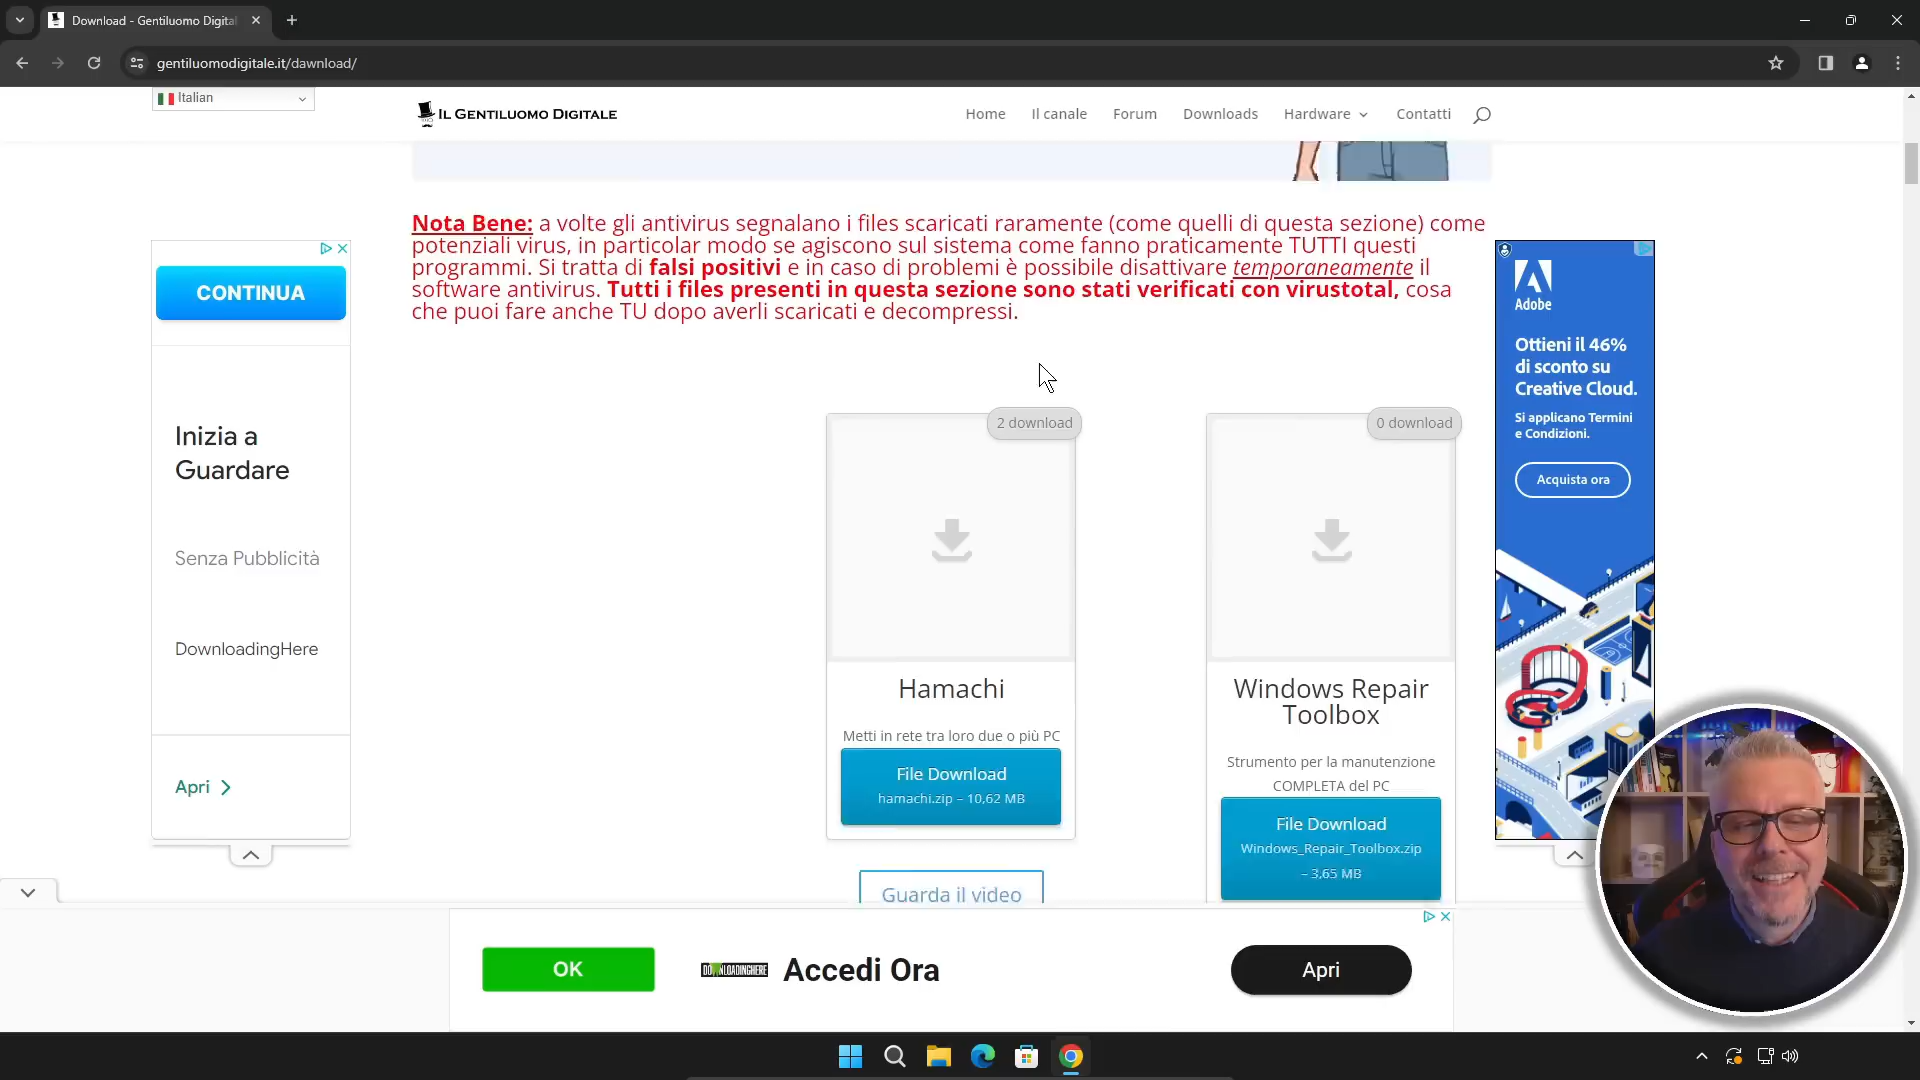 Download - Gentiluomo Digital
gentiluomodigitale.it/dawnload/
Italian
IL GENTILUOMO DIGITALE
Home
Il canale
Forum
Downloads
Hardware
Contatti
Nota Bene: a volte gli antivirus segnalano i files scaricati raramente (come quelli di questa sezione) come
potenziali virus, in particolar modo se agiscono sul sistema come fanno praticamente TUTTI questi
programmi. Si tratta di falsi positivi e in caso di problemi è possibile disattivare temporaneamente il
software antivirus. Tutti i files presenti in questa sezione sono stati verificati con virustotal, cosa
che puoi fare anche TU dopo averli scaricati e decompressi.
CONTINUA
Inizia a
Guardare
Senza Pubblicità
DownloadingHere
Apri
2 download
Hamachi
Metti in rete tra loro due o più PC
File Download
hamachi.zip – 10,62 MB
Guarda il video
0 download
Windows Repair
Toolbox
Strumento per la manutenzione
COMPLETA del PC
File Download
Windows_Repair_Toolbox.zip
– 3,65 MB
Adobe
Ottieni il 46%
di sconto su
Creative Cloud.
Si applicano Termini
e Condizioni.
Acquista ora
OK
DOWNLOADINGHERE
Accedi Ora
Apri